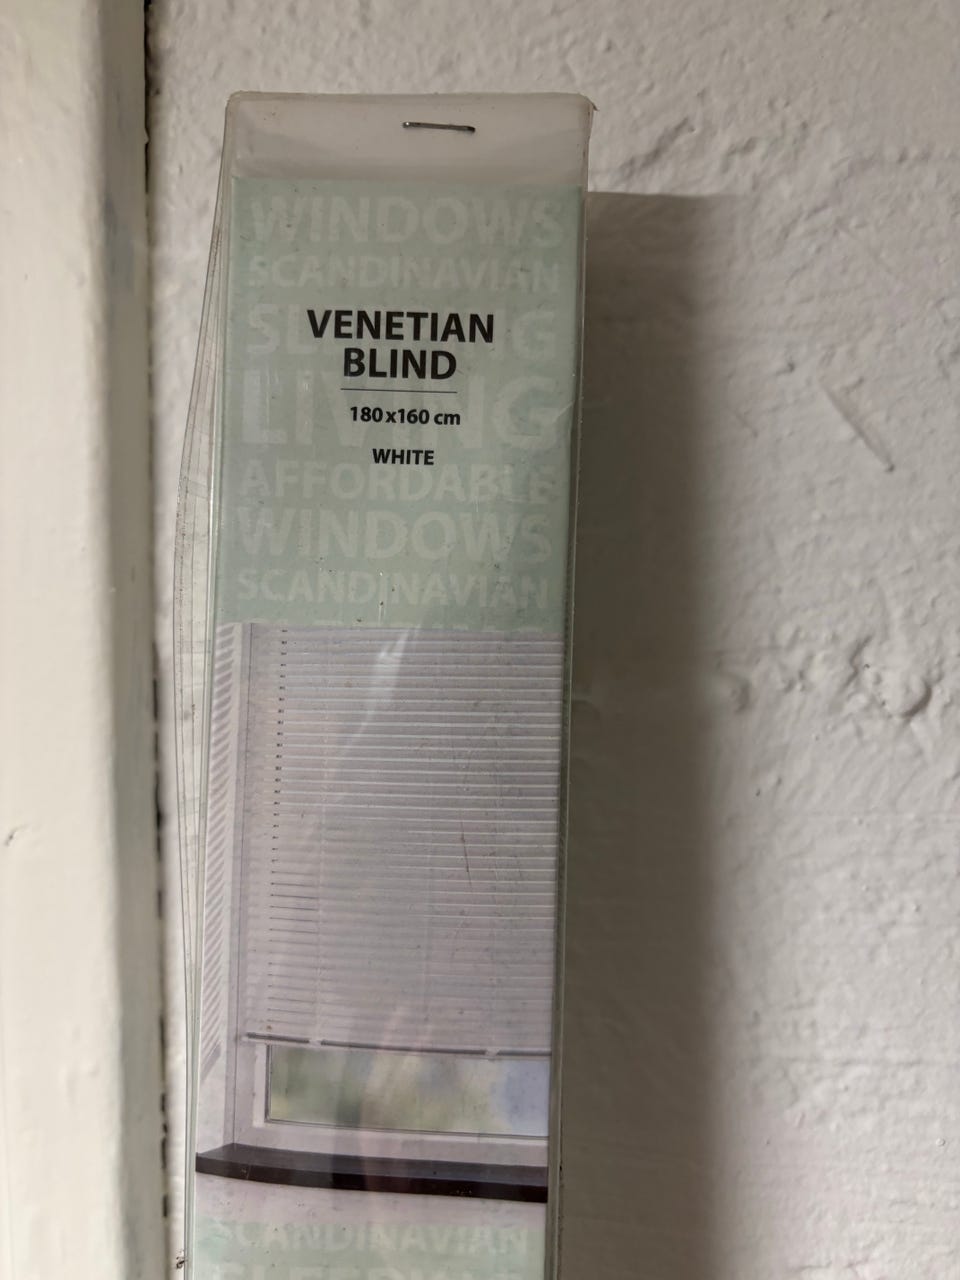 WINDOWS
SCANDINAVIAN
VENETIAN
BLIND
180x160 cm
LIVING
WHITE
AFFORDABLE
WINDOWS
SCANDINAVIAN
SCANDINAVIAN